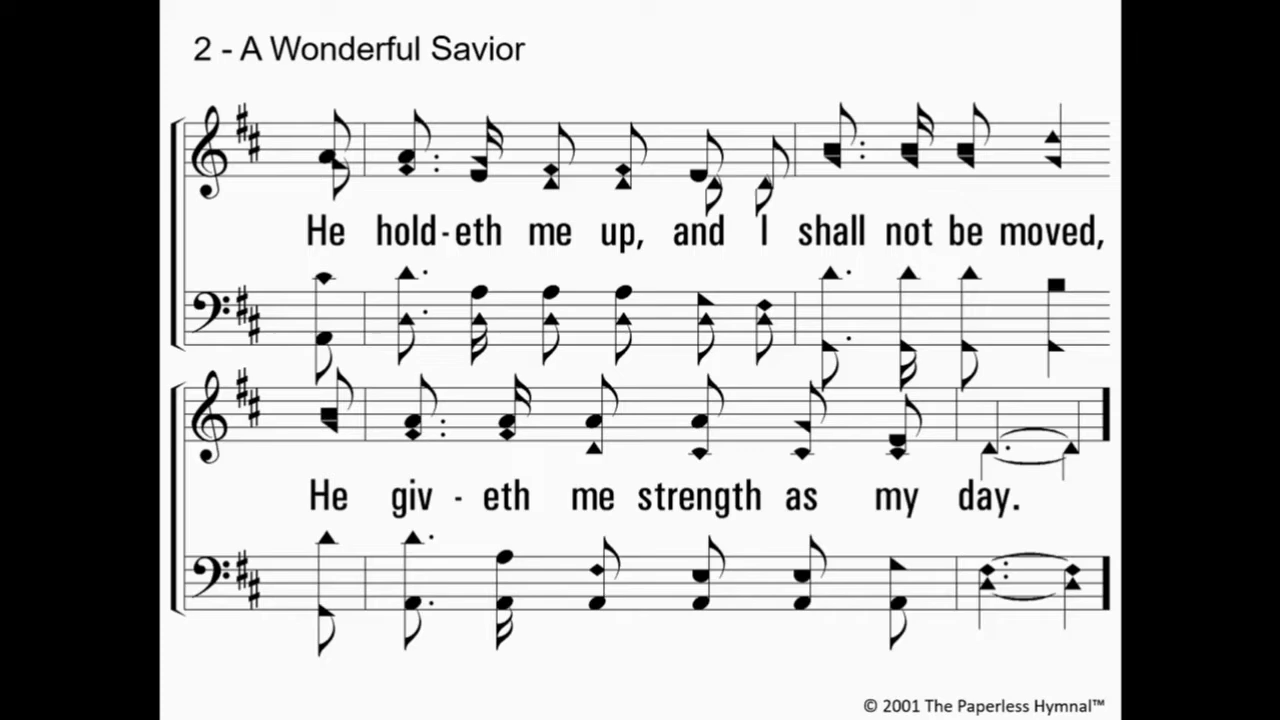 2 - A Wonderful Savior
He hold-eth me up, and I shall not be moved,
He giv - eth me strength as my day.
© 2001 The Paperless Hymnal™